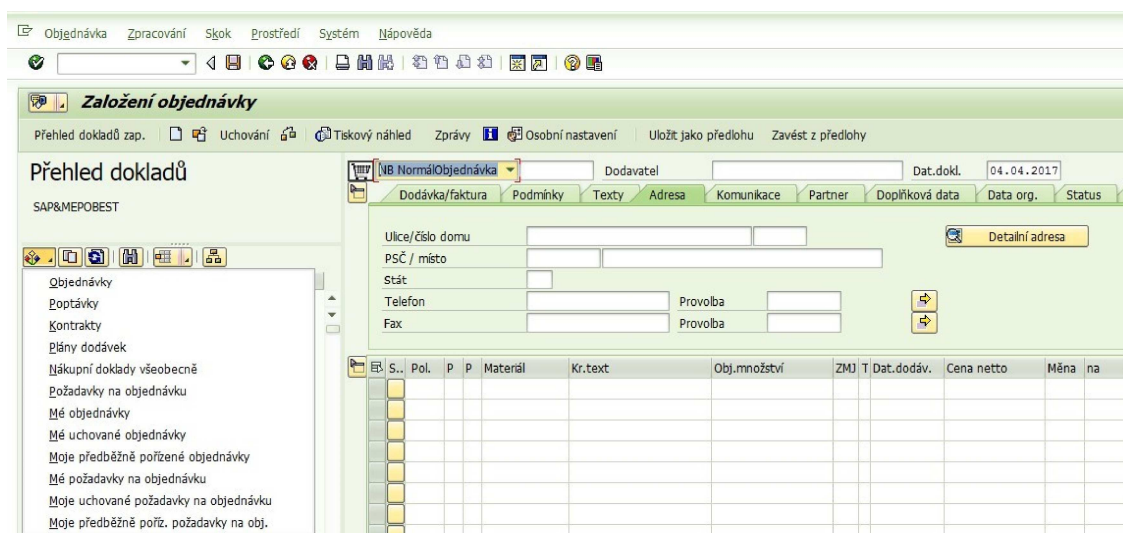 Objednávka Zpracování Skok Prostředí Systém Nápověda
Založení objednávky
Přehled dokladů zap. Uchování Tiskový náhled Zprávy Osobní nastavení Uložit jako předlohu Zavést z předlohy
Přehled dokladů
SAP&MEPOBEST
Objednávky
Poptávky
Kontrakty
Plány dodávek
Nákupní doklady všeobecně
Požadavky na objednávku
Mé objednávky
Mé uchované objednávky
Moje předběžně pořízené objednávky
Mé požadavky na objednávku
Moje uchované požadavky na objednávku
Moje předběžně poříz. požadavky na obj.
NB NormálObjednávka Dodavatel Dat.dokl. 04.04.2017
Dodávka/faktura Podmínky Texty Adresa Komunikace Partner Doplňková data Data org. Status
Ulice/číslo domu Detailní adresa
PSČ / místo
Stát
Telefon Provolba
Fax Provolba
S.. Pol. P P Materiál Kr.text Obj.množství ZMJ T Dat.dodáv. Cena netto Měna na